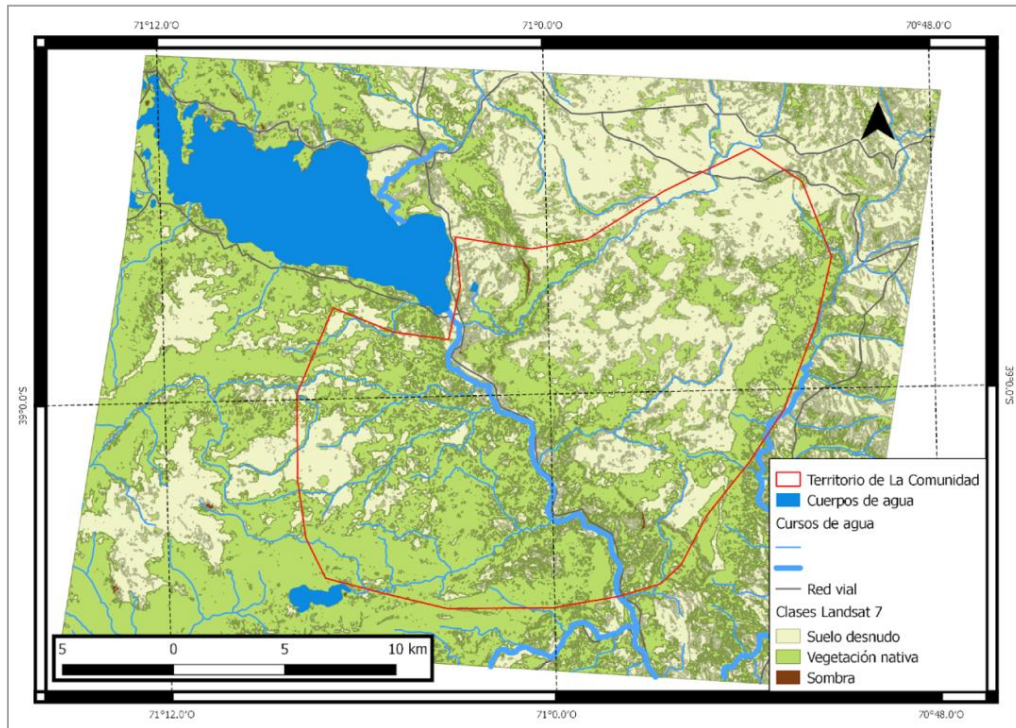 71°12.0'O 71°0.0'O 70°48.0'O
39°0.0'S
39°0.0'S
Territorio de La Comunidad
Cuerpos de agua
Cursos de agua
Red vial
Clases Landsat 7
Suelo desnudo
Vegetación nativa
Sombra
5 0 5 10 km
71°12.0'O 71°0.0'O 70°48.0'O